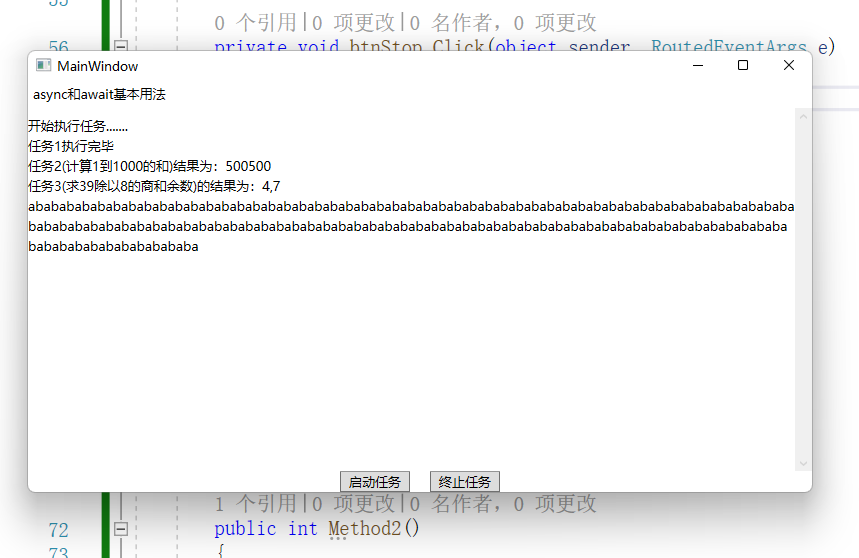 55
0 个引用|0 项更改|0 名作者，0 项更改
56 private void btnStop_Click(object sender, RoutedEventArgs e)
MainWindow
async和await基本用法
开始执行任务.......
任务1执行完毕
任务2(计算1到1000的和)结果为：500500
任务3(求39除以8的商和余数)的结果为：4,7
abababababababababababababababababababababababababababababababababababababababababababababababababa
bababababababababababababababababababababababababababababababababababababababababababababababababa
bababababababababababa
启动任务 终止任务
1 个引用|0 项更改|0 名作者，0 项更改
72 public int Method2()
73 {